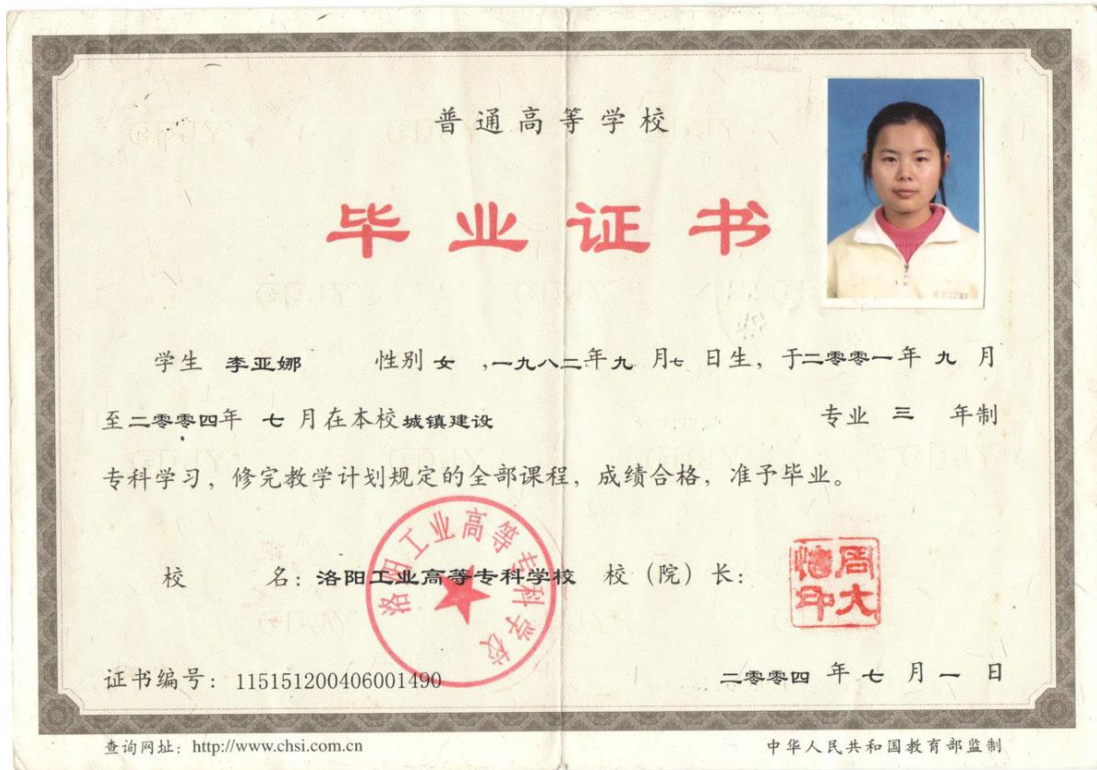 普通高等学校
毕业证书
学生 李亚娜 性别 女 ,一九八二年九 月七 日生，于二零零一年 九 月
至二零零四年 七 月在本校城镇建设 专业 三 年制
专科学习，修完教学计划规定的全部课程，成绩合格，准予毕业。
洛阳工业高等专科学校
校 名：洛阳工业高等专科学校 校（院）长：
证书编号：115151200406001490 二零零四 年 七 月 一 日
查询网址：http://www.chsi.com.cn 中华人民共和国教育部监制